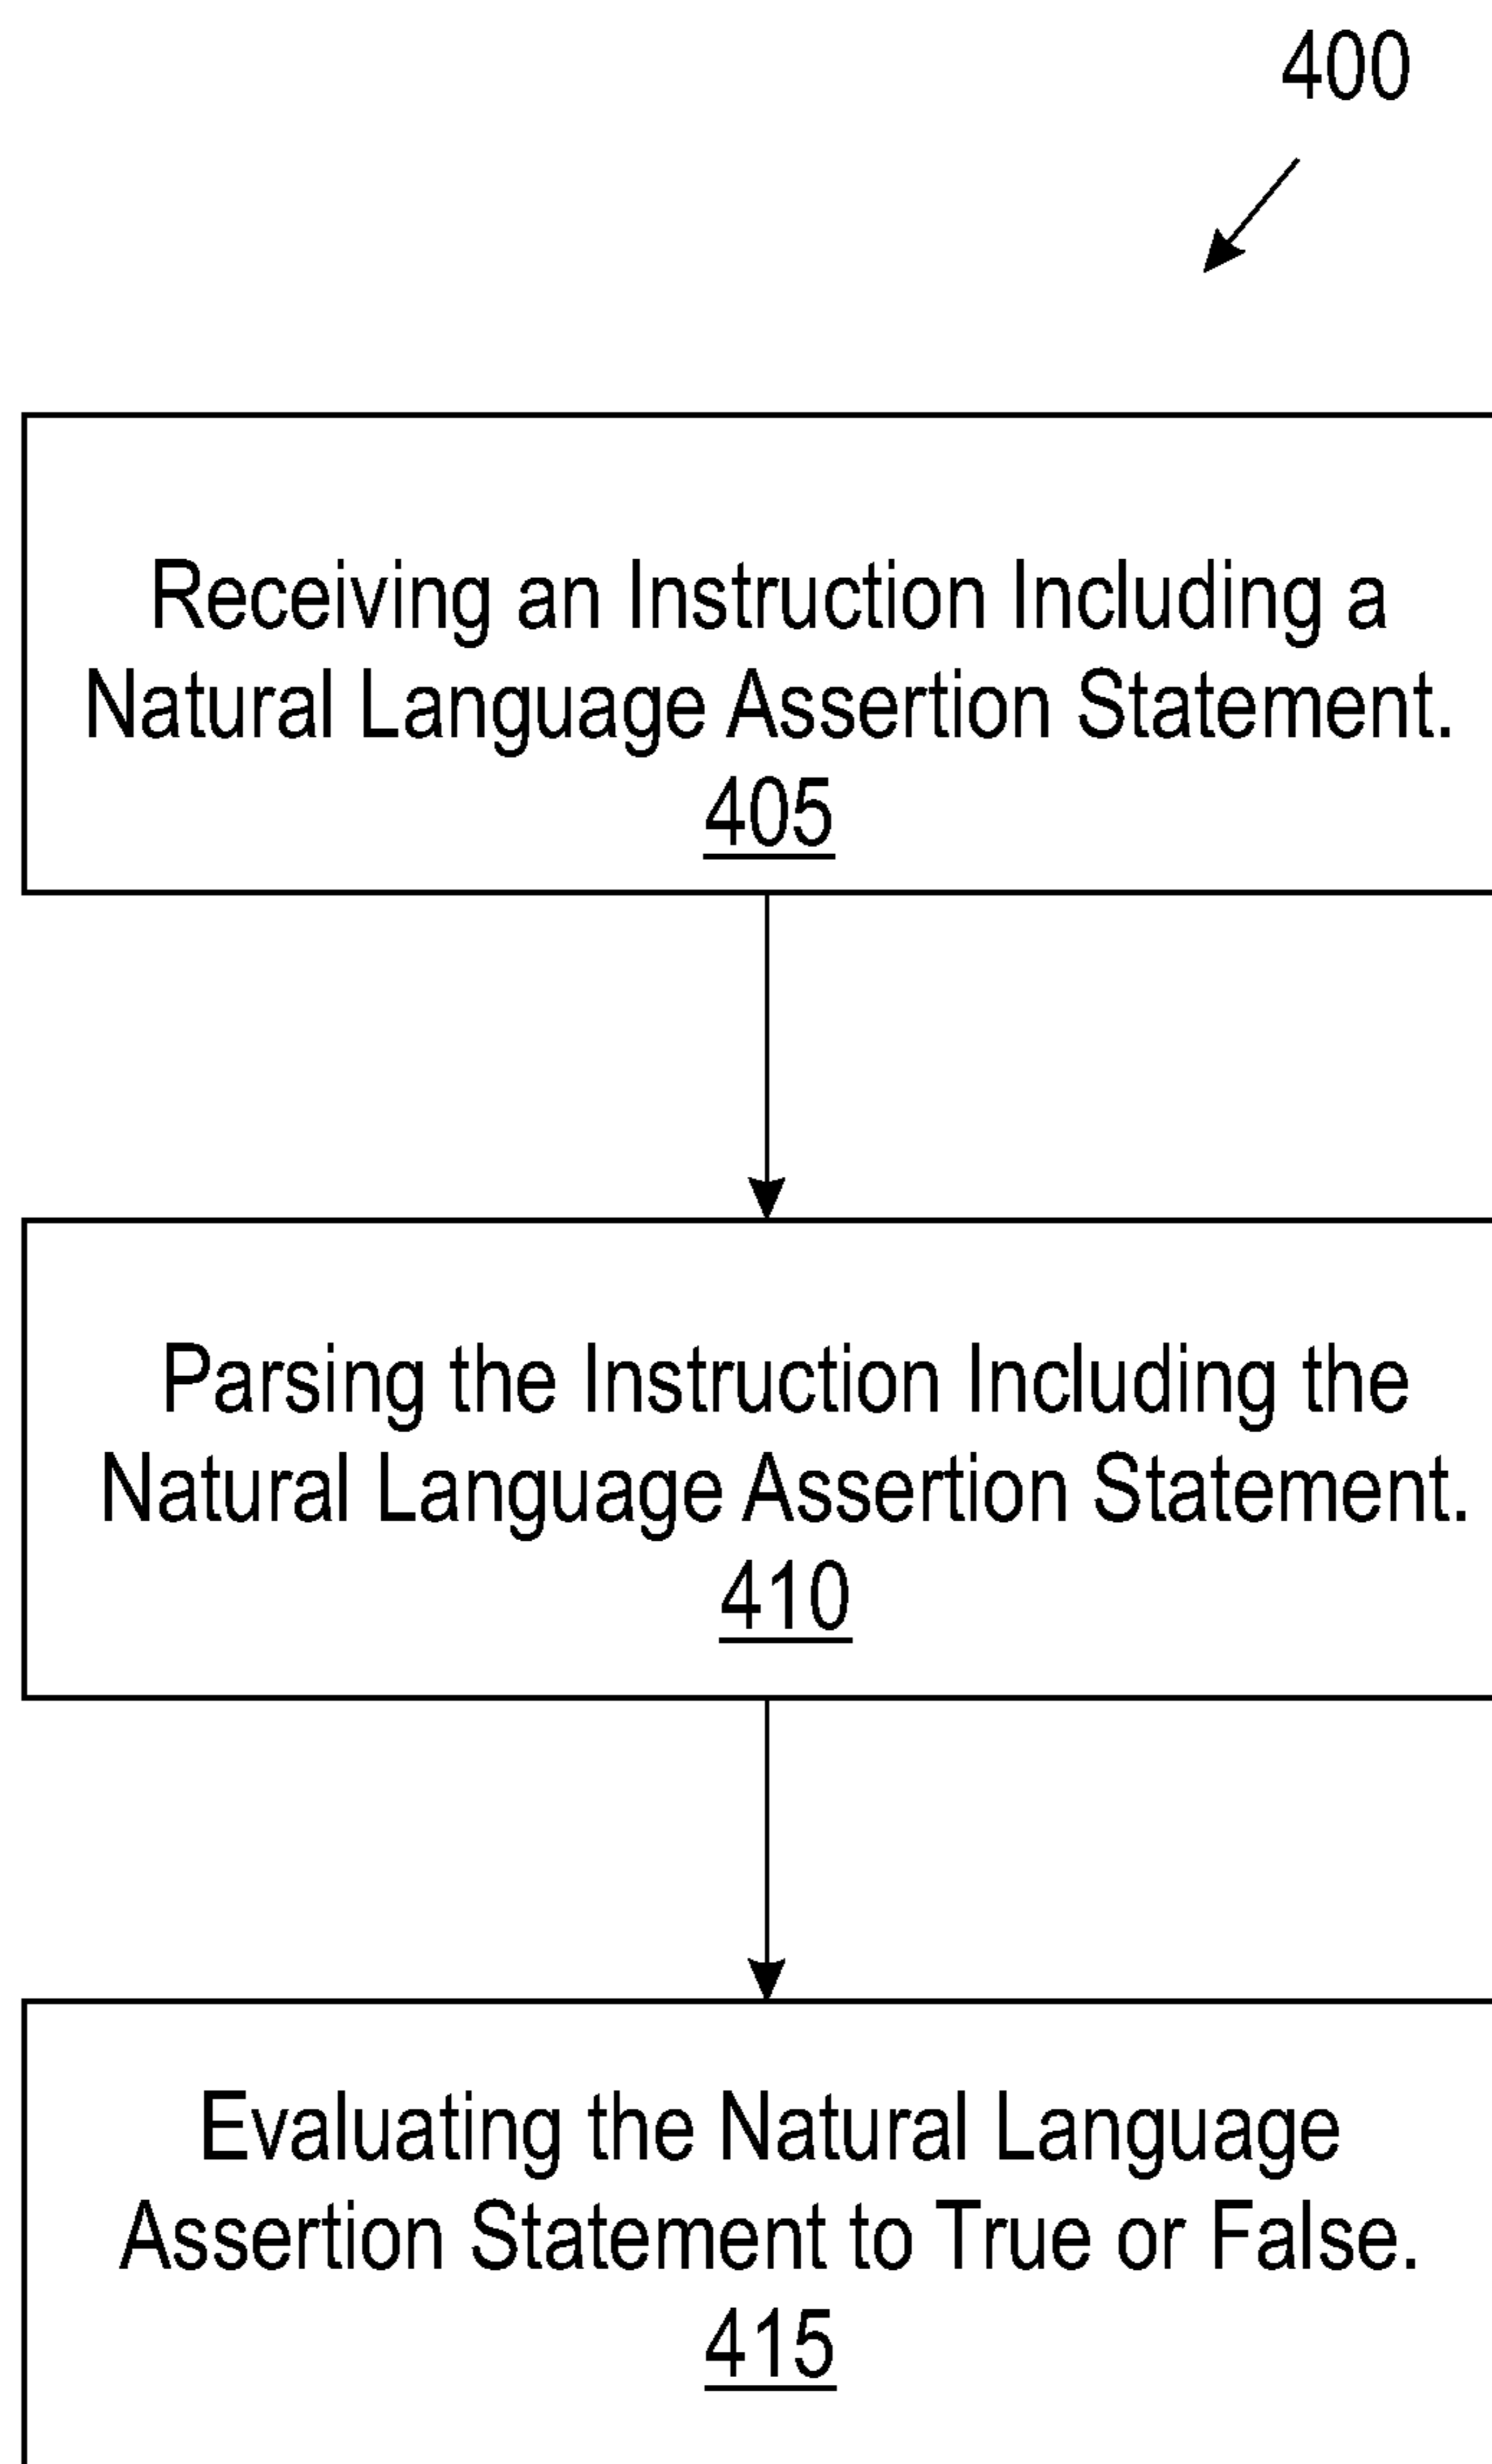 400
Receiving an Instruction Including a
Natural Language Assertion Statement.
405
Parsing the Instruction Including the
Natural Language Assertion Statement.
410
Evaluating the Natural Language
Assertion Statement to True or False.
415